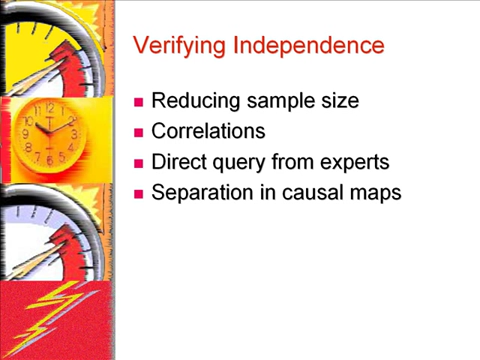 Verifying Independence
Reducing sample size
Correlations
Direct query from experts
Separation in causal maps